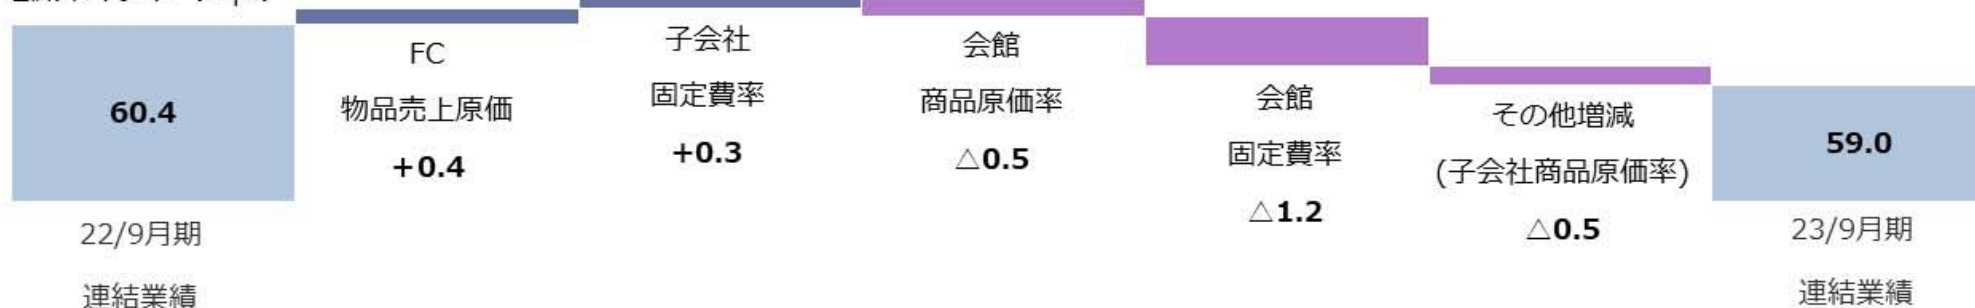 60.4
22/9月期
連結業績
FC
物品売上原価
+0.4
子会社
固定費率
+0.3
会館
商品原価率
△0.5
会館
固定費率
△1.2
その他増減
(子会社商品原価率)
△0.5
59.0
23/9月期
連結業績